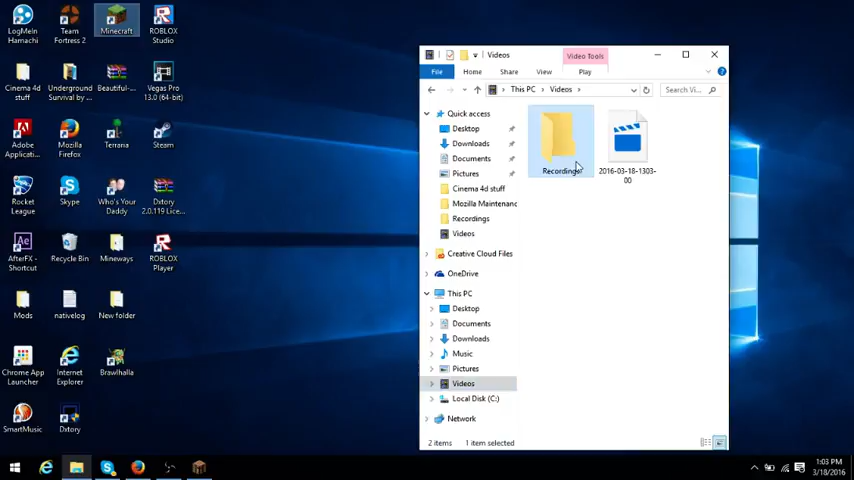 LogMeIn
Hamachi
Team
Fortress 2
Minecraft
ROBLOX
Studio
Cinema 4d
stuff
Underground
Survival by ...
Beautiful-...
Vegas Pro
13.0 (64-bit)
Adobe
Applicati...
Mozilla
Firefox
Terraria
Steam
Rocket
League
Skype
Who's Your
Daddy
Dxtory
2.0.119 Lice...
AfterFX -
Shortcut
Recycle Bin
Mineways
ROBLOX
Player
Mods
nativelog
New folder
Chrome App
Launcher
Internet
Explorer
Brawlhalla
SmartMusic
Dxtory
Videos
Video Tools
File
Home
Share
View
Play
This PC
Videos
Search Vi...
Quick access
Desktop
Downloads
Documents
Pictures
Cinema 4d stuff
Mozilla Maintenanc
Recordings
Videos
Creative Cloud Files
OneDrive
This PC
Desktop
Documents
Downloads
Music
Pictures
Videos
Local Disk (C:)
Network
Recordings
2016-03-18-1303-
00
2 items
1 item selected
1:03 PM
3/18/2016